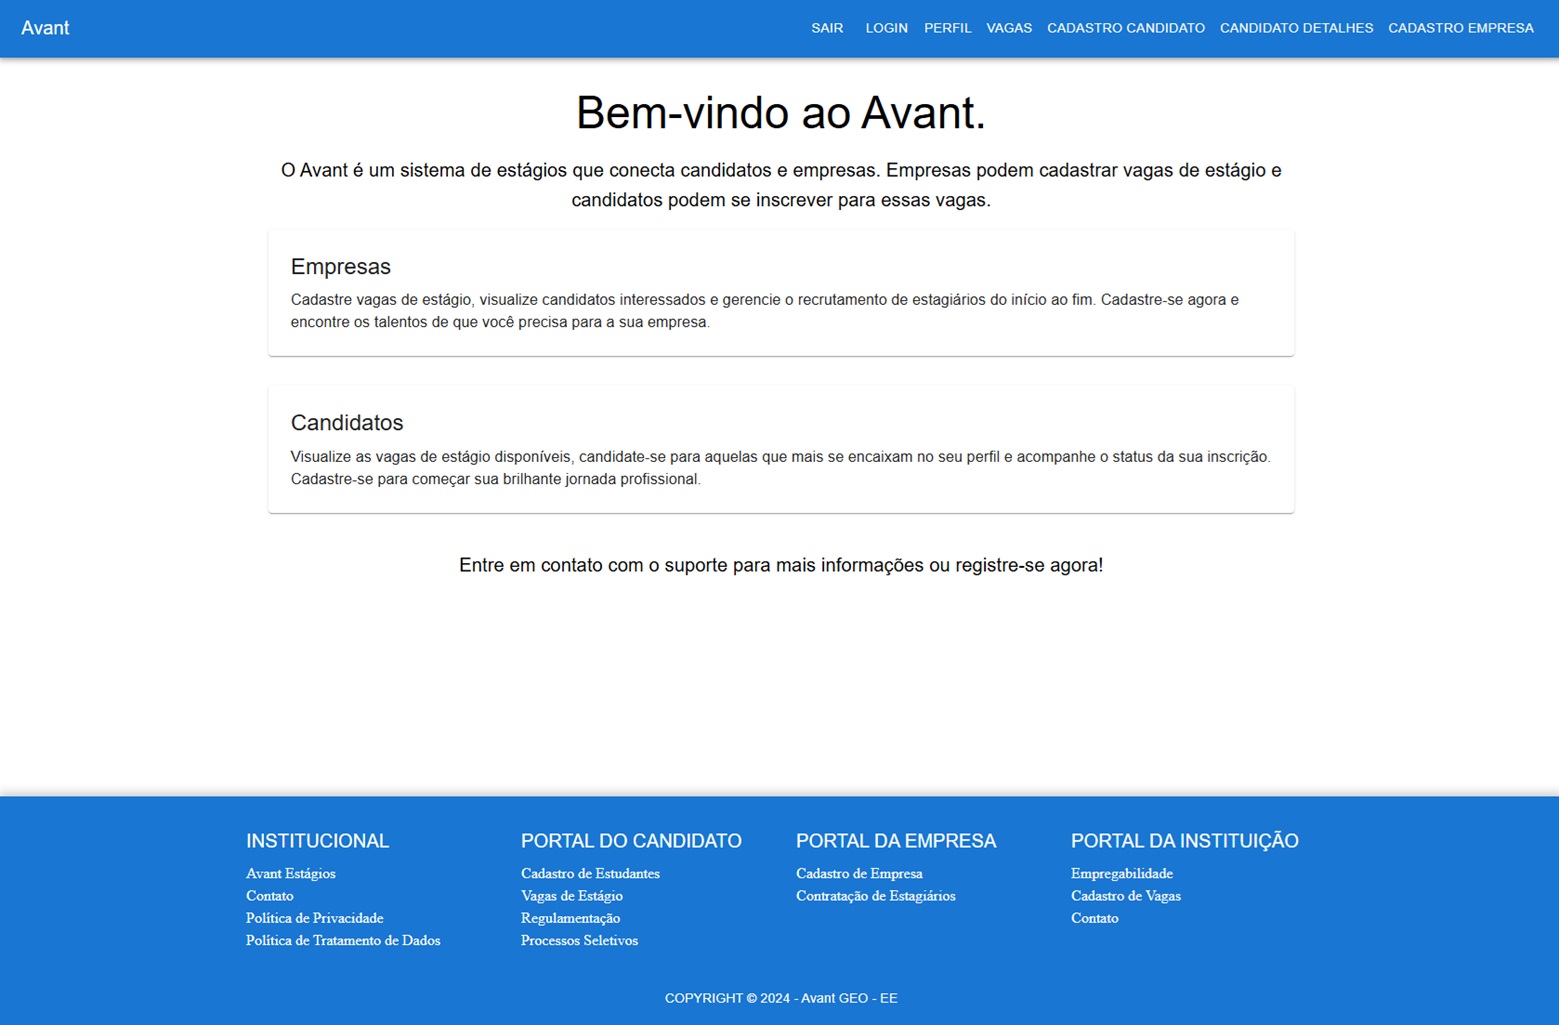 Avant
SAIR LOGIN PERFIL VAGAS CADASTRO CANDIDATO CANDIDATO DETALHES CADASTRO EMPRESA
Bem-vindo ao Avant.
O Avant é um sistema de estágios que conecta candidatos e empresas. Empresas podem cadastrar vagas de estágio e
candidatos podem se inscrever para essas vagas.
Empresas
Cadastre vagas de estágio, visualize candidatos interessados e gerencie o recrutamento de estagiários do início ao fim. Cadastre-se agora e
encontre os talentos de que você precisa para a sua empresa.
Candidatos
Visualize as vagas de estágio disponíveis, candidate-se para aquelas que mais se encaixam no seu perfil e acompanhe o status da sua inscrição.
Cadastre-se para começar sua brilhante jornada profissional.
Entre em contato com o suporte para mais informações ou registre-se agora!
INSTITUCIONAL
Avant Estágios
Contato
Política de Privacidade
Política de Tratamento de Dados
PORTAL DO CANDIDATO
Cadastro de Estudantes
Vagas de Estágio
Regulamentação
Processos Seletivos
PORTAL DA EMPRESA
Cadastro de Empresa
Contratação de Estagiários
PORTAL DA INSTITUIÇÃO
Empregabilidade
Cadastro de Vagas
Contato
COPYRIGHT © 2024 - Avant GEO - EE